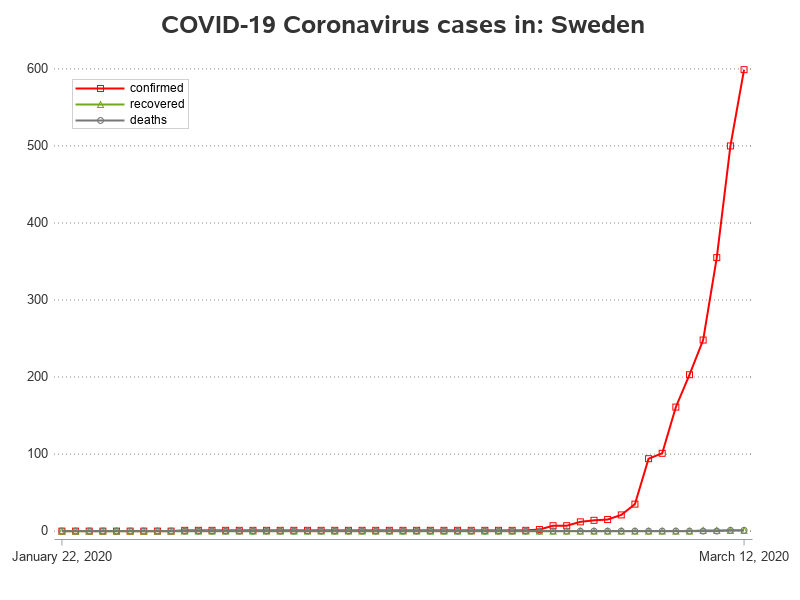 COVID-19 Coronavirus cases in: Sweden
600
confirmed
recovered
deaths
500
400
300
200
100
0
January 22, 2020
March 12, 2020